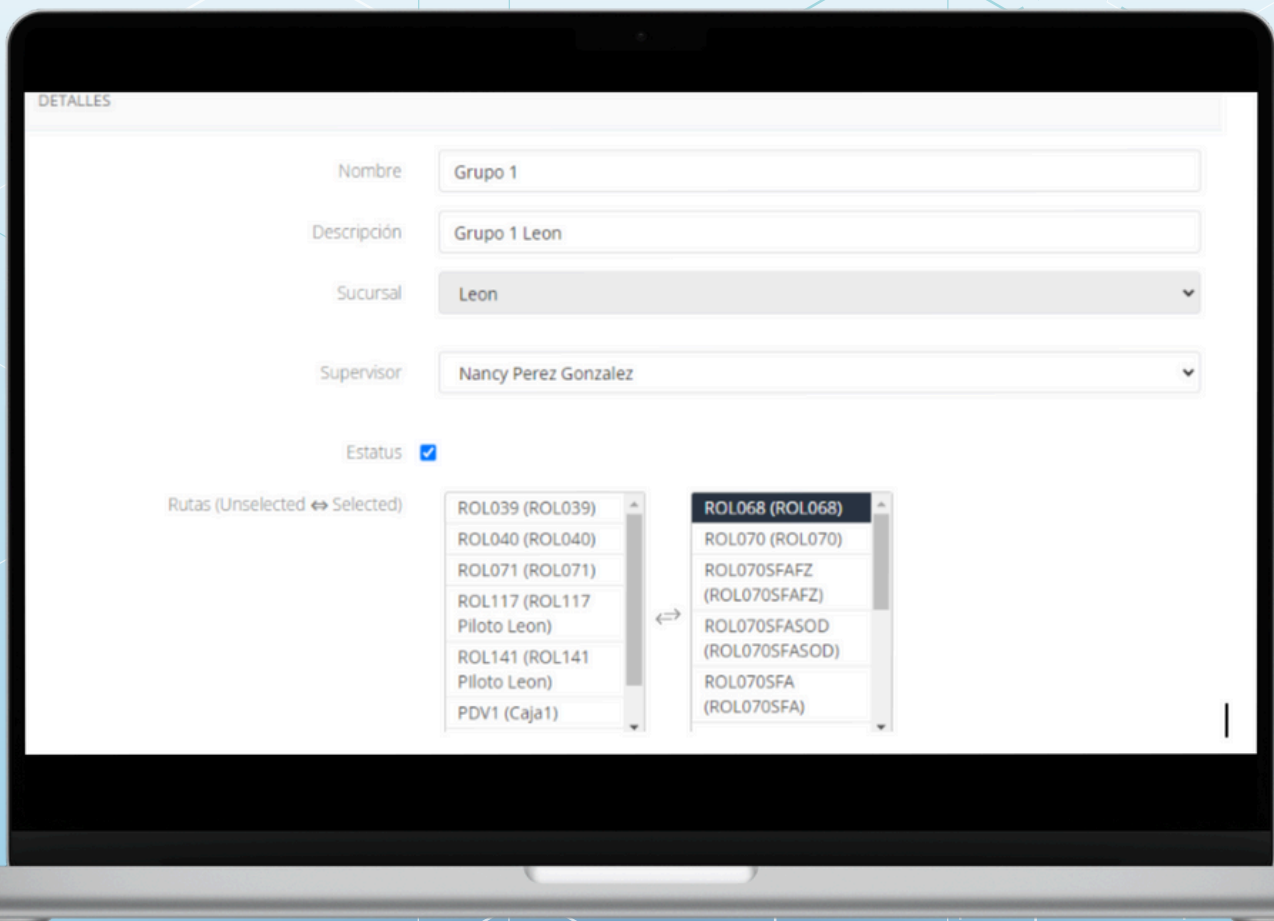 DETALLES
Nombre
Grupo 1
Descripción
Grupo 1 Leon
Sucursal
Leon
Supervisor
Nancy Perez Gonzalez
Estatus
Rutas (Unselected ⇔ Selected)
ROL039 (ROL039)
ROL040 (ROL040)
ROL071 (ROL071)
ROL117 (ROL117
Piloto Leon)
ROL141 (ROL141
PIloto Leon)
PDV1 (Caja1)
ROL068 (ROL068)
ROL070 (ROL070)
ROL070SFAFZ
(ROL070SFAFZ)
ROL070SFASOD
(ROL070SFASOD)
ROL070SFA
(ROL070SFA)